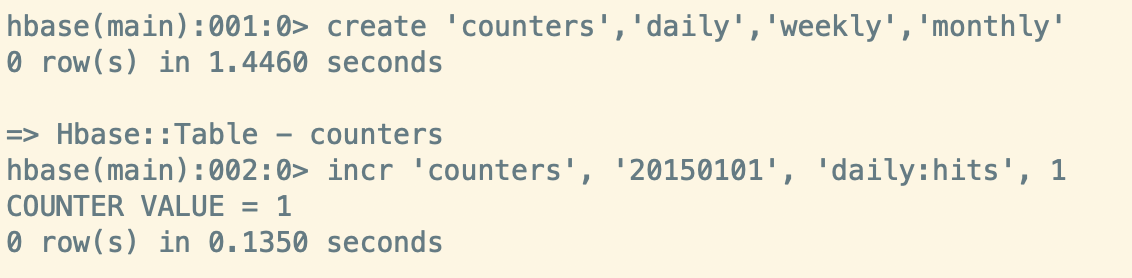 hbase(main):001:0> create 'counters','daily','weekly','monthly'
0 row(s) in 1.4460 seconds

=> Hbase::Table – counters
hbase(main):002:0> incr 'counters', '20150101', 'daily:hits', 1
COUNTER VALUE = 1
0 row(s) in 0.1350 seconds